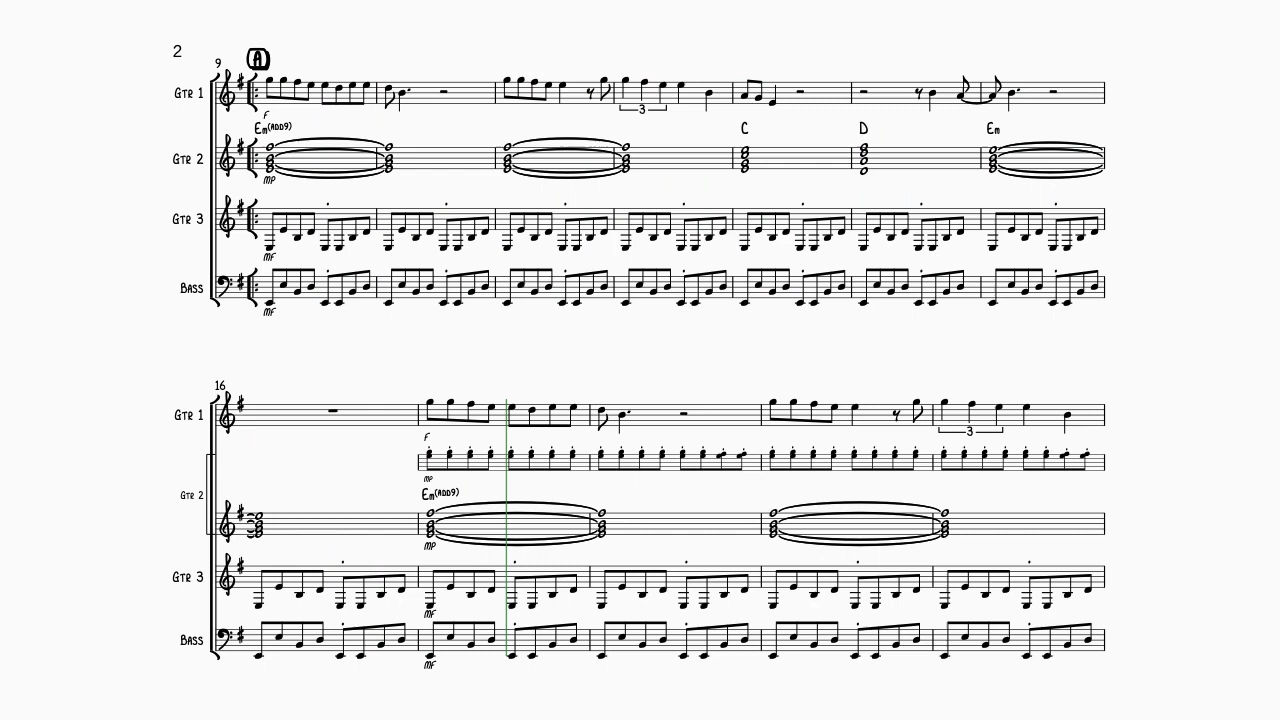 2
9 A
Gtr 1
3
F
Em(add9) C D Em
Gtr 2
mp
Gtr 3
mf
Bass
mf
16
Gtr 1
3
F
mp
Em(add9)
Gtr 2
mp
Gtr 3
mf
Bass
mf